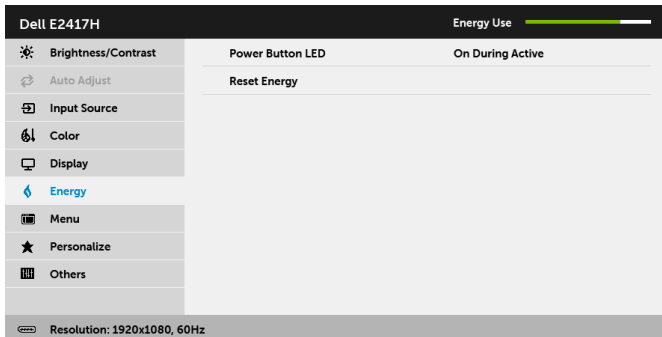 Dell E2417H Energy Use
Brightness/Contrast Power Button LED On During Active
Auto Adjust Reset Energy
Input Source
Color
Display
Energy
Menu
Personalize
Others
Resolution: 1920x1080, 60Hz